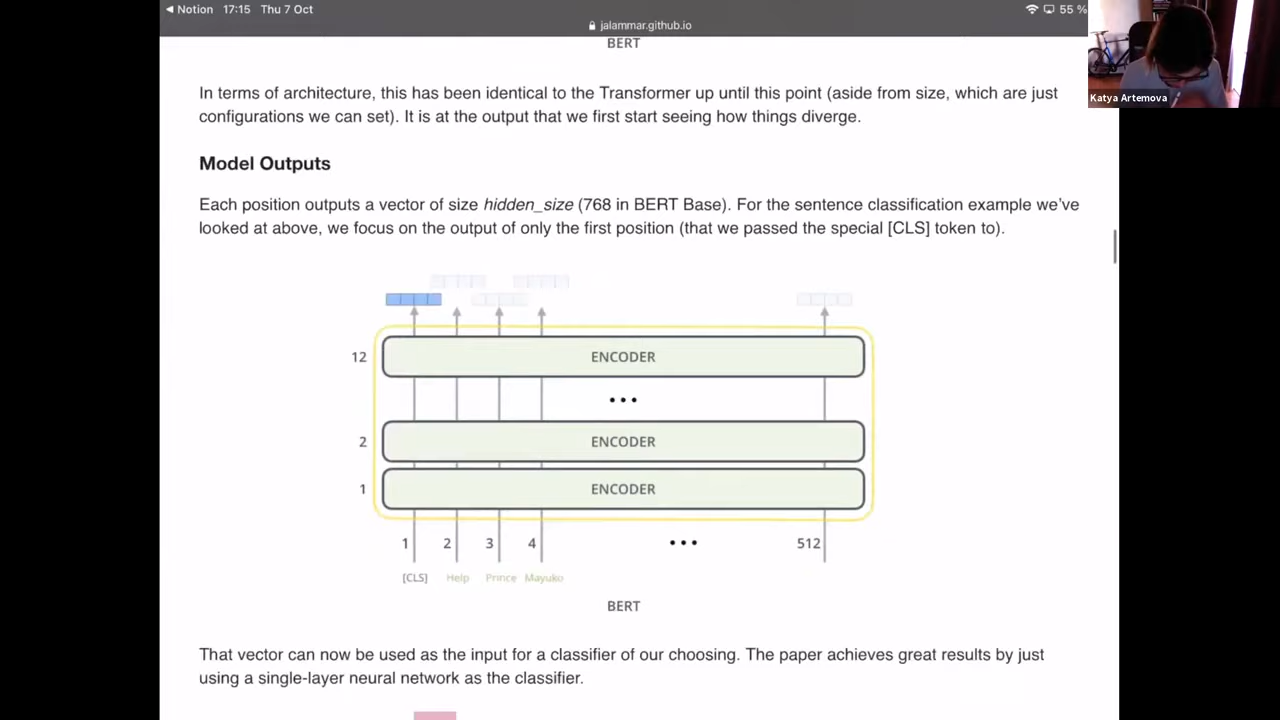 Notion 17:15 Thu 7 Oct
55 %
jalammar.github.io
Katya Artemova
BERT
In terms of architecture, this has been identical to the Transformer up until this point (aside from size, which are just
configurations we can set). It is at the output that we first start seeing how things diverge.
Model Outputs
Each position outputs a vector of size hidden_size (768 in BERT Base). For the sentence classification example we've
looked at above, we focus on the output of only the first position (that we passed the special [CLS] token to).
12 ENCODER
...
2 ENCODER
1 ENCODER
1 2 3 4 ... 512
[CLS] Help Prince Mayuko
BERT
That vector can now be used as the input for a classifier of our choosing. The paper achieves great results by just
using a single-layer neural network as the classifier.